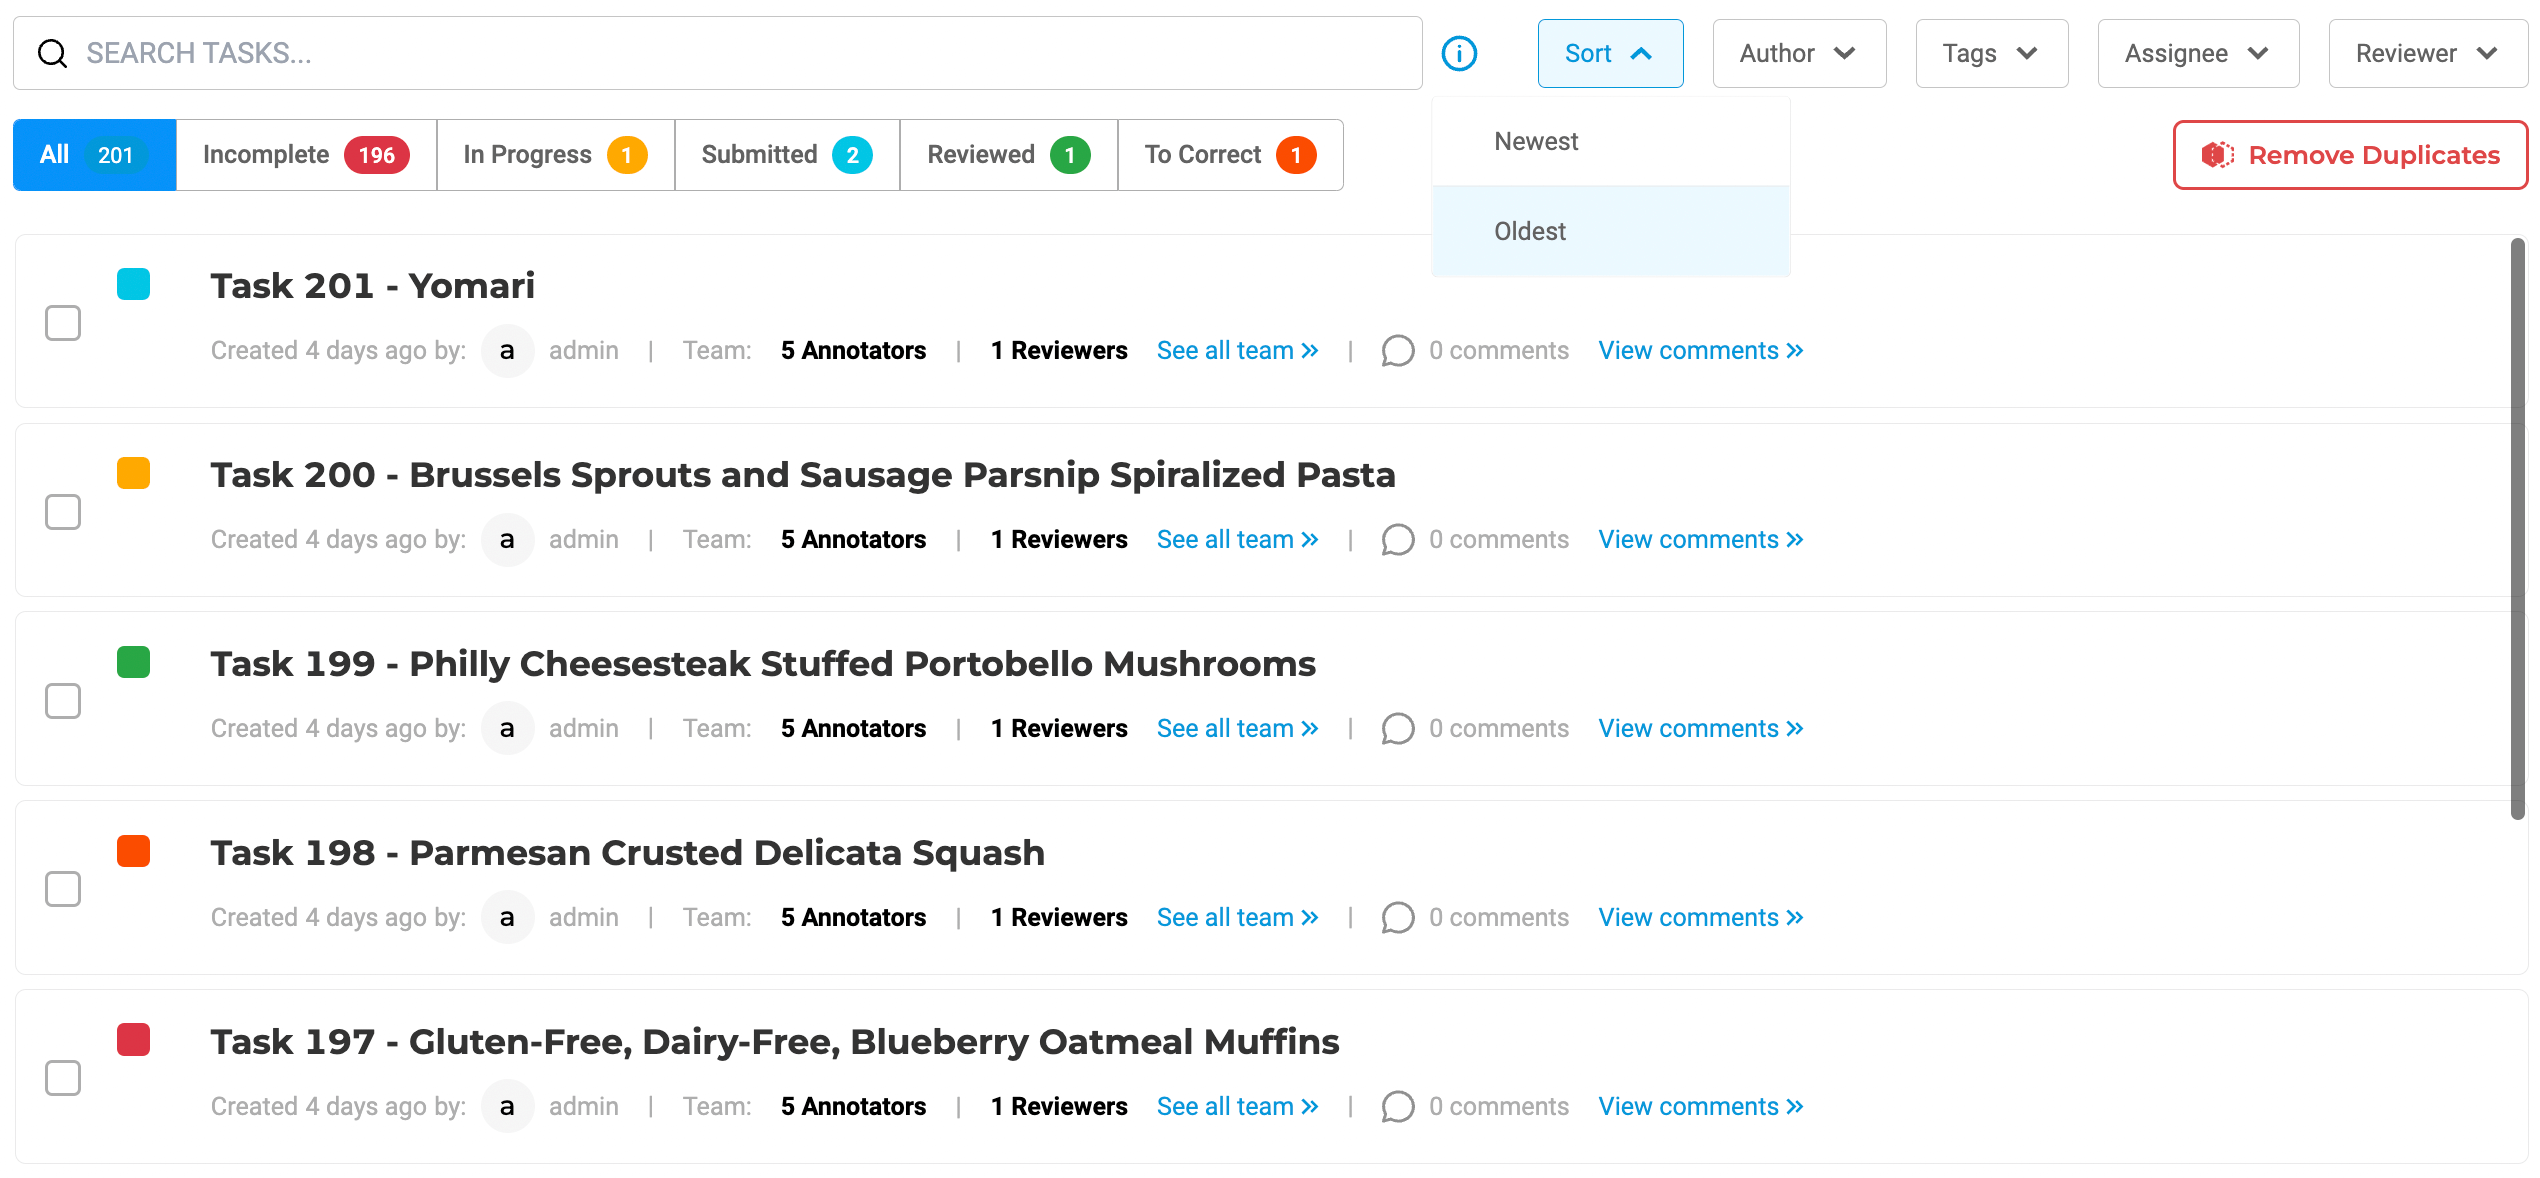 SEARCH TASKS...
Sort
Author
Tags
Assignee
Reviewer
Newest
Oldest
All 201
Incomplete 196
In Progress 1
Submitted 2
Reviewed 1
To Correct 1
Remove Duplicates
Task 201 - Yomari
Created 4 days ago by: a admin | Team: 5 Annotators | 1 Reviewers See all team » | 0 comments View comments »
Task 200 - Brussels Sprouts and Sausage Parsnip Spiralized Pasta
Created 4 days ago by: a admin | Team: 5 Annotators | 1 Reviewers See all team » | 0 comments View comments »
Task 199 - Philly Cheesesteak Stuffed Portobello Mushrooms
Created 4 days ago by: a admin | Team: 5 Annotators | 1 Reviewers See all team » | 0 comments View comments »
Task 198 - Parmesan Crusted Delicata Squash
Created 4 days ago by: a admin | Team: 5 Annotators | 1 Reviewers See all team » | 0 comments View comments »
Task 197 - Gluten-Free, Dairy-Free, Blueberry Oatmeal Muffins
Created 4 days ago by: a admin | Team: 5 Annotators | 1 Reviewers See all team » | 0 comments View comments »